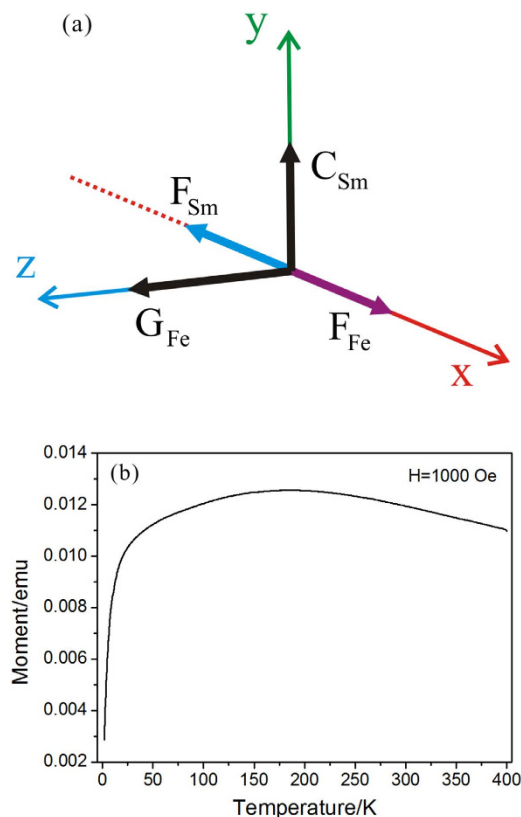 (a)
y
C_Sm
F_Sm
z
G_Fe
F_Fe
x
(b)
H=1000 Oe
0.014
0.012
0.010
0.008
0.006
0.004
0.002
Moment/emu
0 50 100 150 200 250 300 350 400
Temperature/K